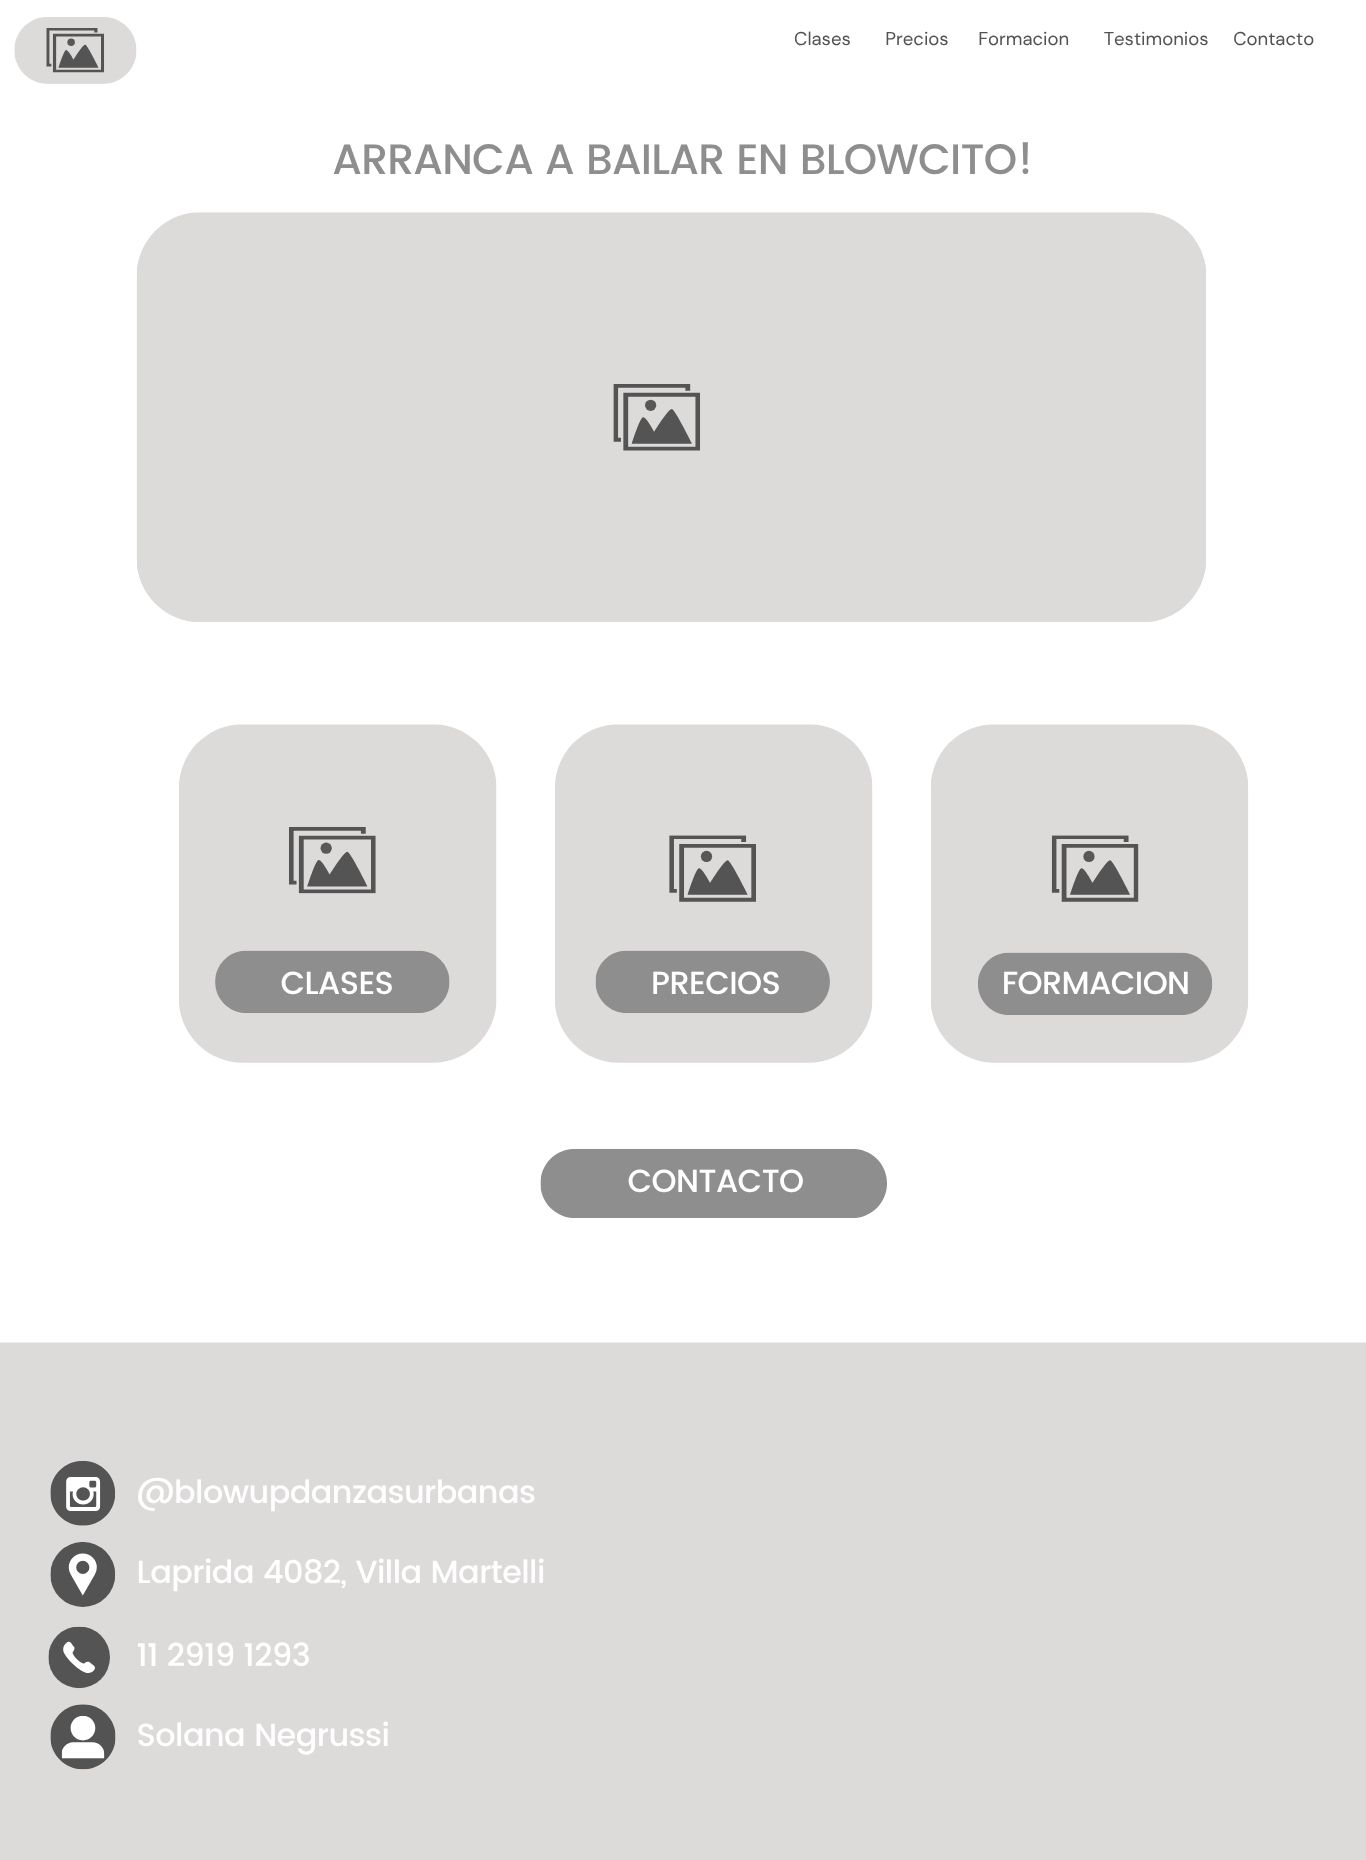 Clases Precios Formacion Testimonios Contacto
ARRANCA A BAILAR EN BLOWCITO!
CLASES
PRECIOS
FORMACION
CONTACTO
@blowupdanzasurbanas
Laprida 4082, Villa Martelli
11 2919 1293
Solana Negrussi